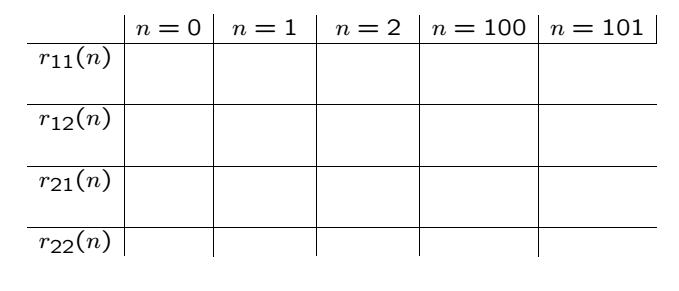 n = 0 n = 1 n = 2 n = 100 n = 101
r₁₁(n)
r₁₂(n)
r₂₁(n)
r₂₂(n)